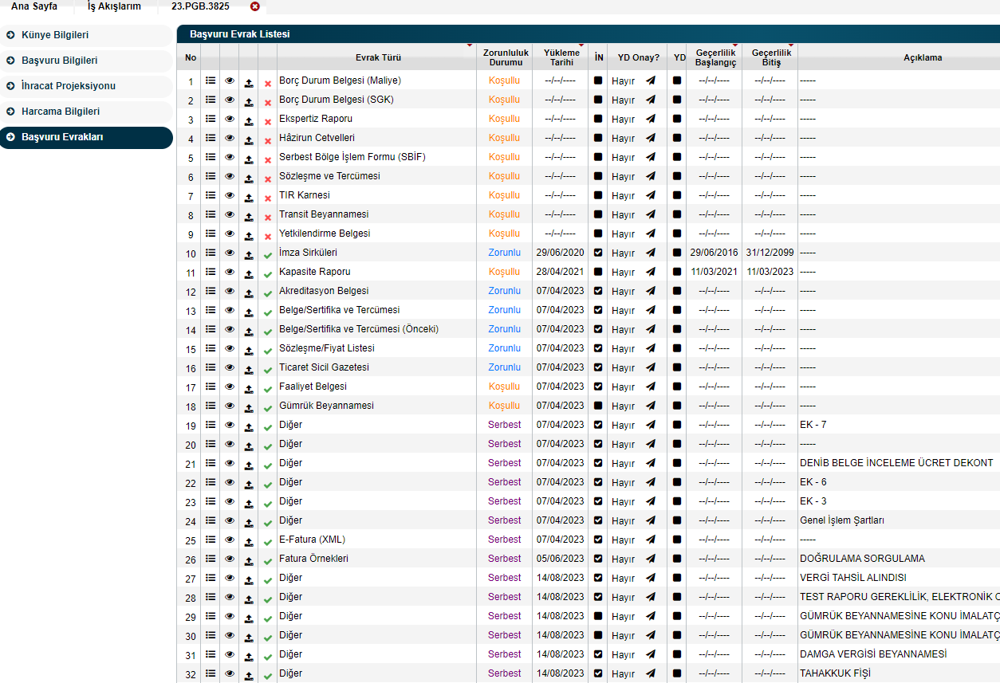 Ana Sayfa İş Akışlarım 23.PGB.3825
Künye Bilgileri
Başvuru Bilgileri
İhracat Projeksiyonu
Harcama Bilgileri
Başvuru Evrakları
Başvuru Evrak Listesi
No Evrak Türü Zorunluluk Durumu Yükleme Tarihi İN YD Onay? YD Geçerlilik Başlangıç Geçerlilik Bitiş Açıklama
1 Borç Durum Belgesi (Maliye) Koşullu --/--/---- Hayır --/--/---- --/--/---- -----
2 Borç Durum Belgesi (SGK) Koşullu --/--/---- Hayır --/--/---- --/--/---- -----
3 Ekspertiz Raporu Koşullu --/--/---- Hayır --/--/---- --/--/---- -----
4 Hâzirun Cetvelleri Koşullu --/--/---- Hayır --/--/---- --/--/---- -----
5 Serbest Bölge İşlem Formu (SBİF) Koşullu --/--/---- Hayır --/--/---- --/--/---- -----
6 Sözleşme ve Tercümesi Koşullu --/--/---- Hayır --/--/---- --/--/---- -----
7 TIR Karnesi Koşullu --/--/---- Hayır --/--/---- --/--/---- -----
8 Transit Beyannamesi Koşullu --/--/---- Hayır --/--/---- --/--/---- -----
9 Yetkilendirme Belgesi Koşullu --/--/---- Hayır --/--/---- --/--/---- -----
10 İmza Sirküleri Zorunlu 29/06/2020 Hayır 29/06/2016 31/12/2099 -----
11 Kapasite Raporu Koşullu 28/04/2021 Hayır 11/03/2021 11/03/2023 -----
12 Akreditasyon Belgesi Zorunlu 07/04/2023 Hayır --/--/---- --/--/---- -----
13 Belge/Sertifika ve Tercümesi Zorunlu 07/04/2023 Hayır --/--/---- --/--/---- -----
14 Belge/Sertifika ve Tercümesi (Önceki) Zorunlu 07/04/2023 Hayır --/--/---- --/--/---- -----
15 Sözleşme/Fiyat Listesi Zorunlu 07/04/2023 Hayır --/--/---- --/--/---- -----
16 Ticaret Sicil Gazetesi Zorunlu 07/04/2023 Hayır --/--/---- --/--/---- -----
17 Faaliyet Belgesi Koşullu 07/04/2023 Hayır --/--/---- --/--/---- -----
18 Gümrük Beyannamesi Koşullu 07/04/2023 Hayır --/--/---- --/--/---- -----
19 Diğer Serbest 07/04/2023 Hayır --/--/---- --/--/---- EK - 7
20 Diğer Serbest 07/04/2023 Hayır --/--/---- --/--/---- -----
21 Diğer Serbest 07/04/2023 Hayır --/--/---- --/--/---- DENİB BELGE İNCELEME ÜCRET DEKONT
22 Diğer Serbest 07/04/2023 Hayır --/--/---- --/--/---- EK - 6
23 Diğer Serbest 07/04/2023 Hayır --/--/---- --/--/---- EK - 3
24 Diğer Serbest 07/04/2023 Hayır --/--/---- --/--/---- Genel İşlem Şartları
25 E-Fatura (XML) Serbest 07/04/2023 Hayır --/--/---- --/--/---- -----
26 Fatura Örnekleri Serbest 05/06/2023 Hayır --/--/---- --/--/---- DOĞRULAMA SORGULAMA
27 Diğer Serbest 14/08/2023 Hayır --/--/---- --/--/---- VERGİ TAHSİL ALINDISI
28 Diğer Serbest 14/08/2023 Hayır --/--/---- --/--/---- TEST RAPORU GEREKLİLİK, ELEKTRONİK
29 Diğer Serbest 14/08/2023 Hayır --/--/---- --/--/---- GÜMRÜK BEYANNAMESİNE KONU İMALATÇ
30 Diğer Serbest 14/08/2023 Hayır --/--/---- --/--/---- GÜMRÜK BEYANNAMESİNE KONU İMALATÇ
31 Diğer Serbest 14/08/2023 Hayır --/--/---- --/--/---- DAMGA VERGİSİ BEYANNAMESİ
32 Diğer Serbest 14/08/2023 Hayır --/--/---- --/--/---- TAHAKKUK FİŞİ